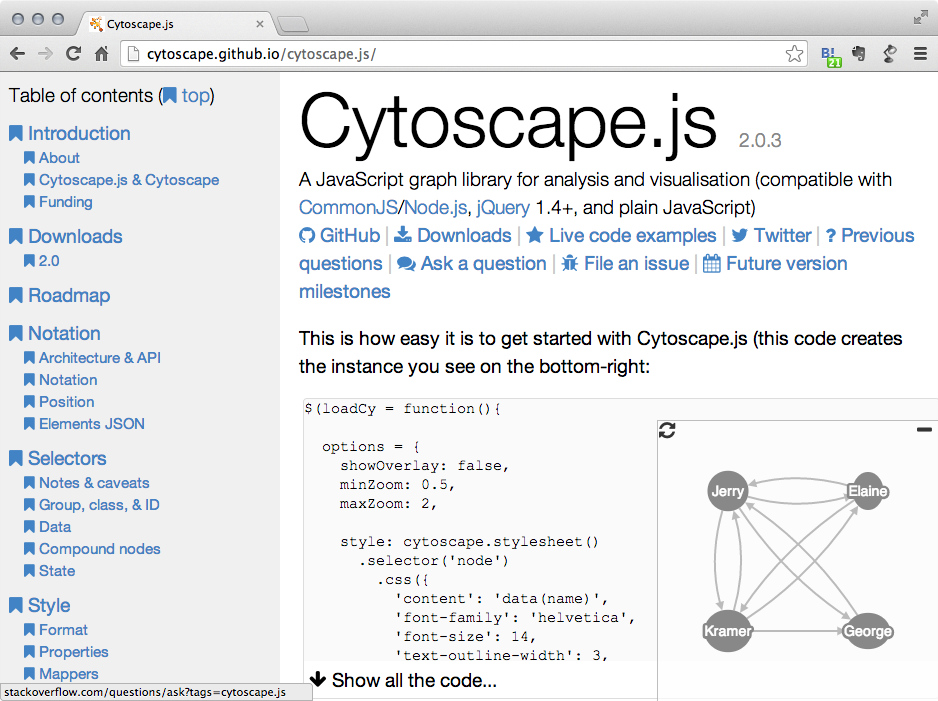 Cytoscape.js
cytoscape.github.io/cytoscape.js/
B!
21
Table of contents ( top)
Introduction
About
Cytoscape.js & Cytoscape
Funding
Downloads
2.0
Roadmap
Notation
Architecture & API
Notation
Position
Elements JSON
Selectors
Notes & caveats
Group, class, & ID
Data
Compound nodes
State
Style
Format
Properties
Mappers
stackoverflow.com/questions/ask?tags=cytoscape.js
Cytoscape.js 2.0.3
A JavaScript graph library for analysis and visualisation (compatible with
CommonJS/Node.js, jQuery 1.4+, and plain JavaScript)
GitHub | Downloads | Live code examples | Twitter | ? Previous
questions | Ask a question | File an issue | Future version
milestones
This is how easy it is to get started with Cytoscape.js (this code creates
the instance you see on the bottom-right:
$(loadCy = function(){
options = {
showOverlay: false,
minZoom: 0.5,
maxZoom: 2,
style: cytoscape.stylesheet()
.selector('node')
.css({
'content': 'data(name)',
'font-family': 'helvetica',
'font-size': 14,
'text-outline-width': 3,
Show all the code...
Jerry
Elaine
Kramer
George